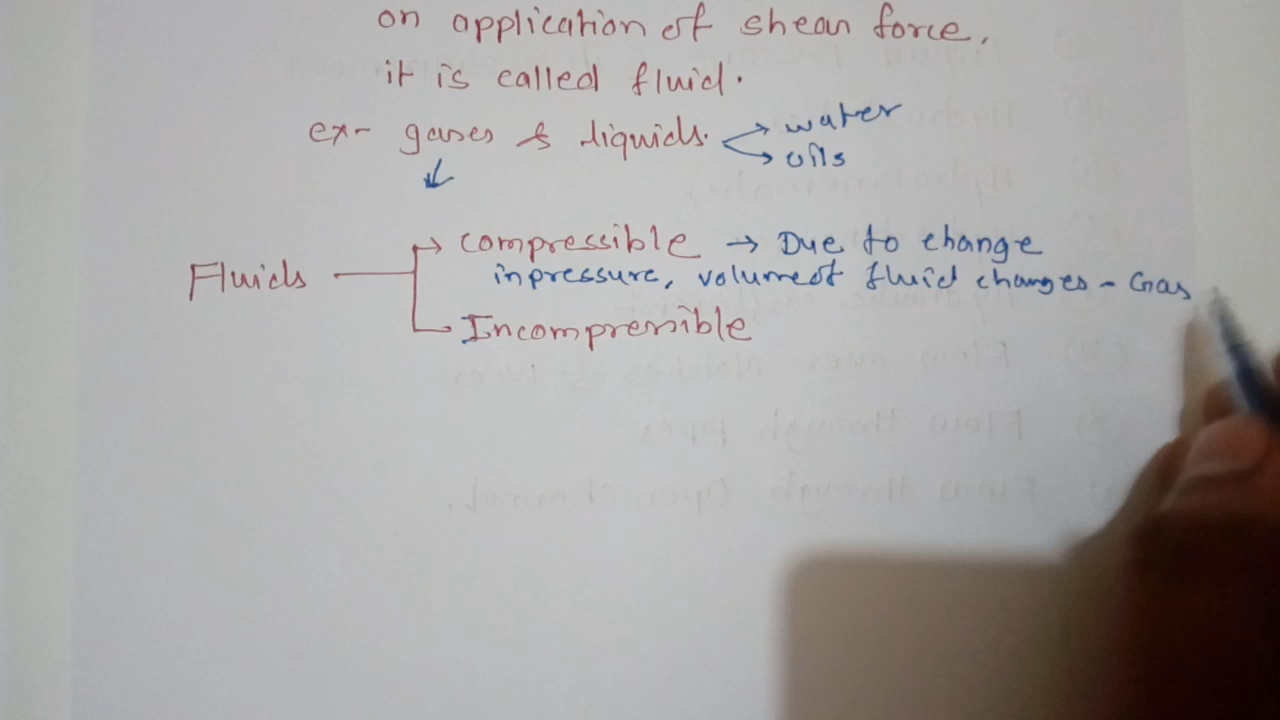 on application of shear force,
it is called fluid.
ex- gases & liquids. → water
→ oils
compressible → Due to change
in pressure, volume of fluid changes - Gas
Fluids
Incompressible